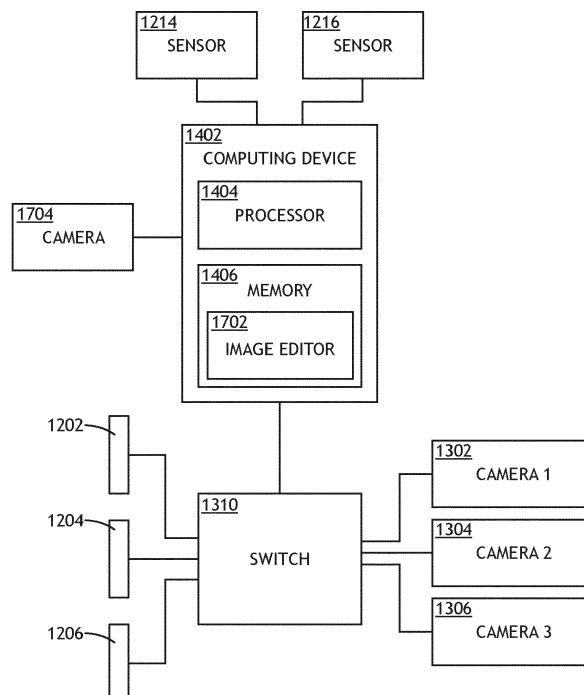 1214
SENSOR
1216
SENSOR
1402
COMPUTING DEVICE
1404
PROCESSOR
1704
CAMERA
1406
MEMORY
1702
IMAGE EDITOR
1202
1302
CAMERA 1
1204
1310
SWITCH
1304
CAMERA 2
1206
1306
CAMERA 3